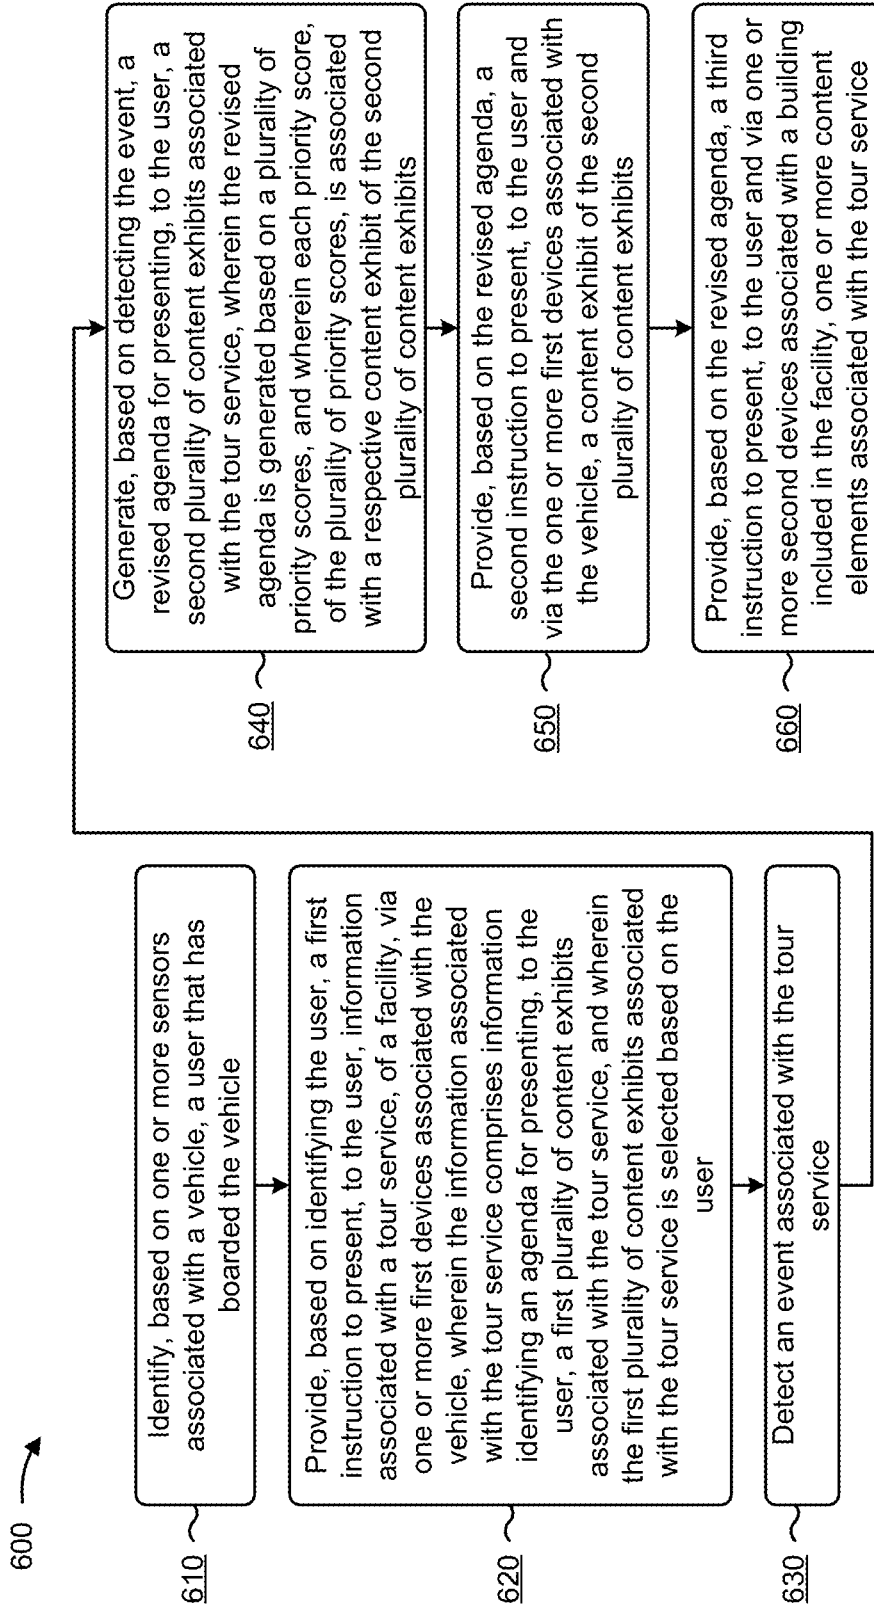 600
610
Identify, based on one or more sensors
associated with a vehicle, a user that has
boarded the vehicle
620
Provide, based on identifying the user, a first
instruction to present, to the user, information
associated with a tour service, of a facility, via
one or more first devices associated with the
vehicle, wherein the information associated
with the tour service comprises information
identifying an agenda for presenting, to the
user, a first plurality of content exhibits
associated with the tour service, and wherein
the first plurality of content exhibits associated
with the tour service is selected based on the
user
630
Detect an event associated with the tour
service
640
Generate, based on detecting the event, a
revised agenda for presenting, to the user, a
second plurality of content exhibits associated
with the tour service, wherein the revised
agenda is generated based on a plurality of
priority scores, and wherein each priority score,
of the plurality of priority scores, is associated
with a respective content exhibit of the second
plurality of content exhibits
650
Provide, based on the revised agenda, a
second instruction to present, to the user and
via the one or more first devices associated with
the vehicle, a content exhibit of the second
plurality of content exhibits
660
Provide, based on the revised agenda, a third
instruction to present, to the user and via one or
more second devices associated with a building
included in the facility, one or more content
elements associated with the tour service